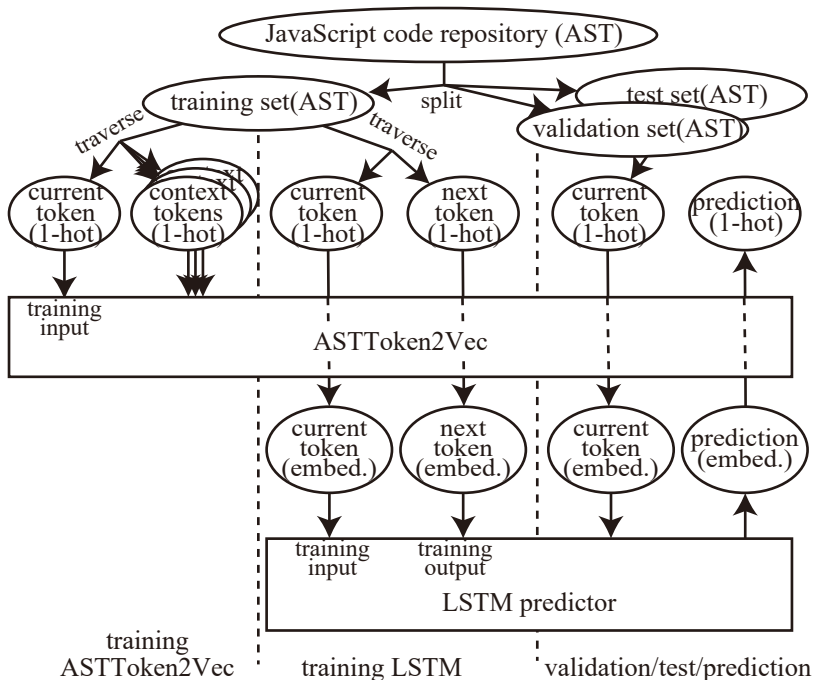 JavaScript code repository (AST)
split
training set(AST)
test set(AST)
validation set(AST)
traverse
traverse
current
token
(1-hot)
context
tokens
(1-hot)
xt
xt
current
token
(1-hot)
next
token
(1-hot)
current
token
(1-hot)
prediction
(1-hot)
training
input
ASTToken2Vec
current
token
(embed.)
next
token
(embed.)
current
token
(embed.)
prediction
(embed.)
training
input
training
output
LSTM predictor
training
ASTToken2Vec
training LSTM
validation/test/prediction